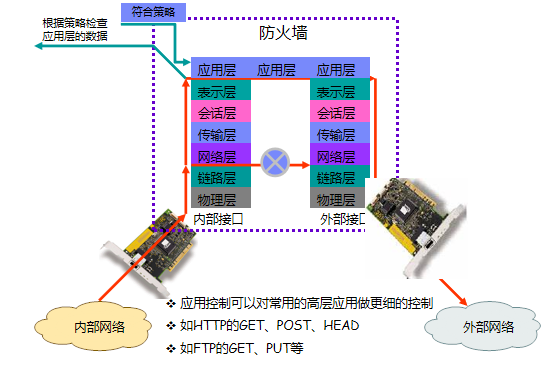 符合策略
根据策略检查
应用层的数据
防火墙
应用层 应用层 应用层
表示层 表示层
会话层 会话层
传输层 传输层
网络层 网络层
链路层 链路层
物理层 物理层
内部接口 外部接口
内部网络
外部网络
❖ 应用控制可以对常用的高层应用做更细的控制
❖ 如HTTP的GET、POST、HEAD
❖ 如FTP的GET、PUT等